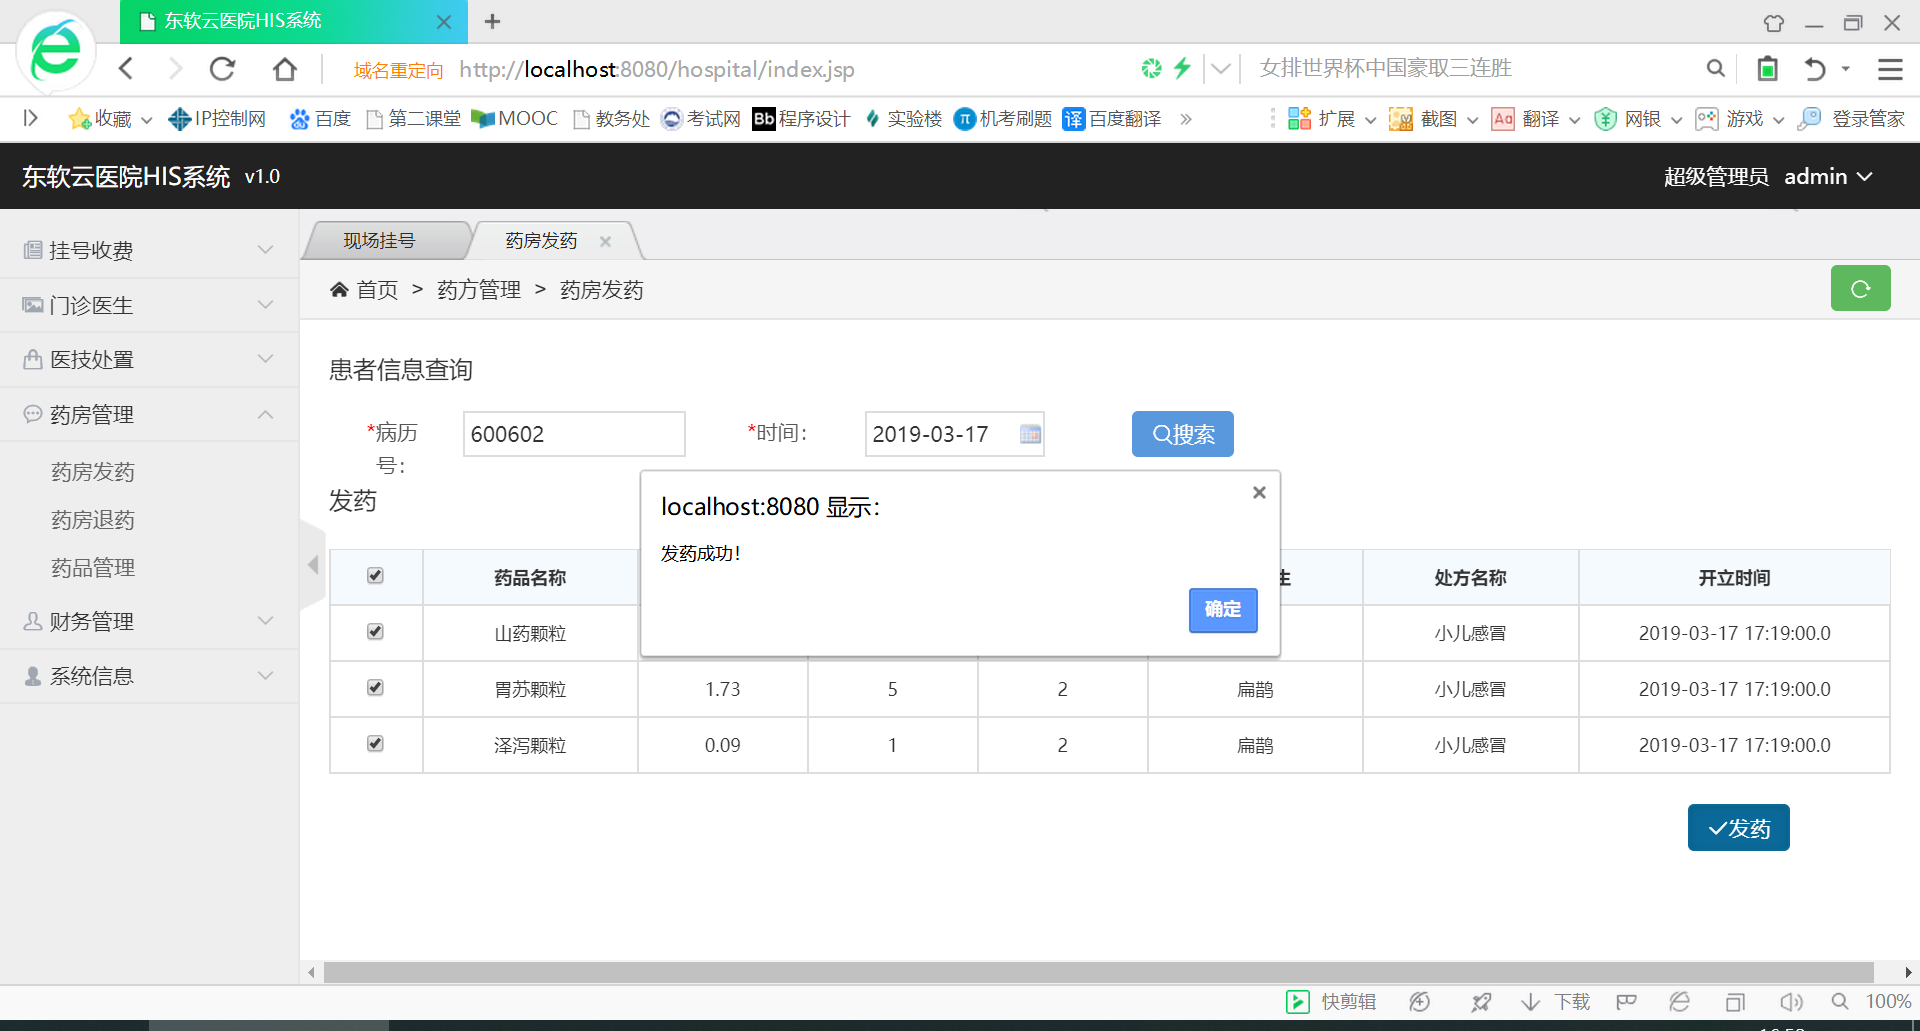 东软云医院HIS系统
域名重定向 http://localhost:8080/hospital/index.jsp 女排世界杯中国豪取三连胜
收藏 IP控制网 百度 第二课堂 MOOC 教务处 考试网 Bb 程序设计 实验楼 π 机考刷题 译 百度翻译 » 扩展 截图 Aa 翻译 网银 游戏 登录管家
东软云医院HIS系统 v1.0 超级管理员 admin
挂号收费
门诊医生
医技处置
药房管理
药房发药
药房退药
药品管理
财务管理
系统信息
现场挂号 药房发药
首页 > 药方管理 > 药房发药
患者信息查询
*病历号： 600602 *时间： 2019-03-17 搜索
发药
localhost:8080 显示：
发药成功！
确定
药品名称 生 处方名称 开立时间
山药颗粒 小儿感冒 2019-03-17 17:19:00.0
胃苏颗粒 1.73 5 2 扁鹊 小儿感冒 2019-03-17 17:19:00.0
泽泻颗粒 0.09 1 2 扁鹊 小儿感冒 2019-03-17 17:19:00.0
发药
快剪辑 下载 100%